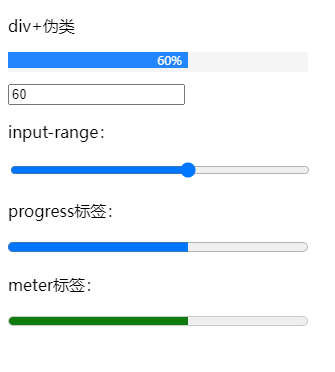 div+伪类
60%
60
input-range：
progress标签：
meter标签：